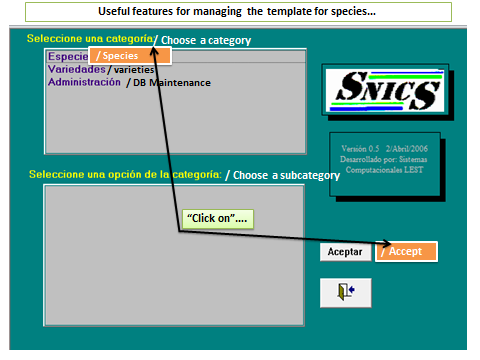 Useful features for managing the template for species...
Seleccione una categoría / Choose a category
Especie / Species
Variedades / varieties
Administración / DB Maintenance
SNICS
Versión 0.5 2/Abril/2006
Desarrollado por: Sistemas
Computacionales LEST
Seleccione una opción de la categoría: / Choose a subcategory
“Click on”....
Aceptar / Accept